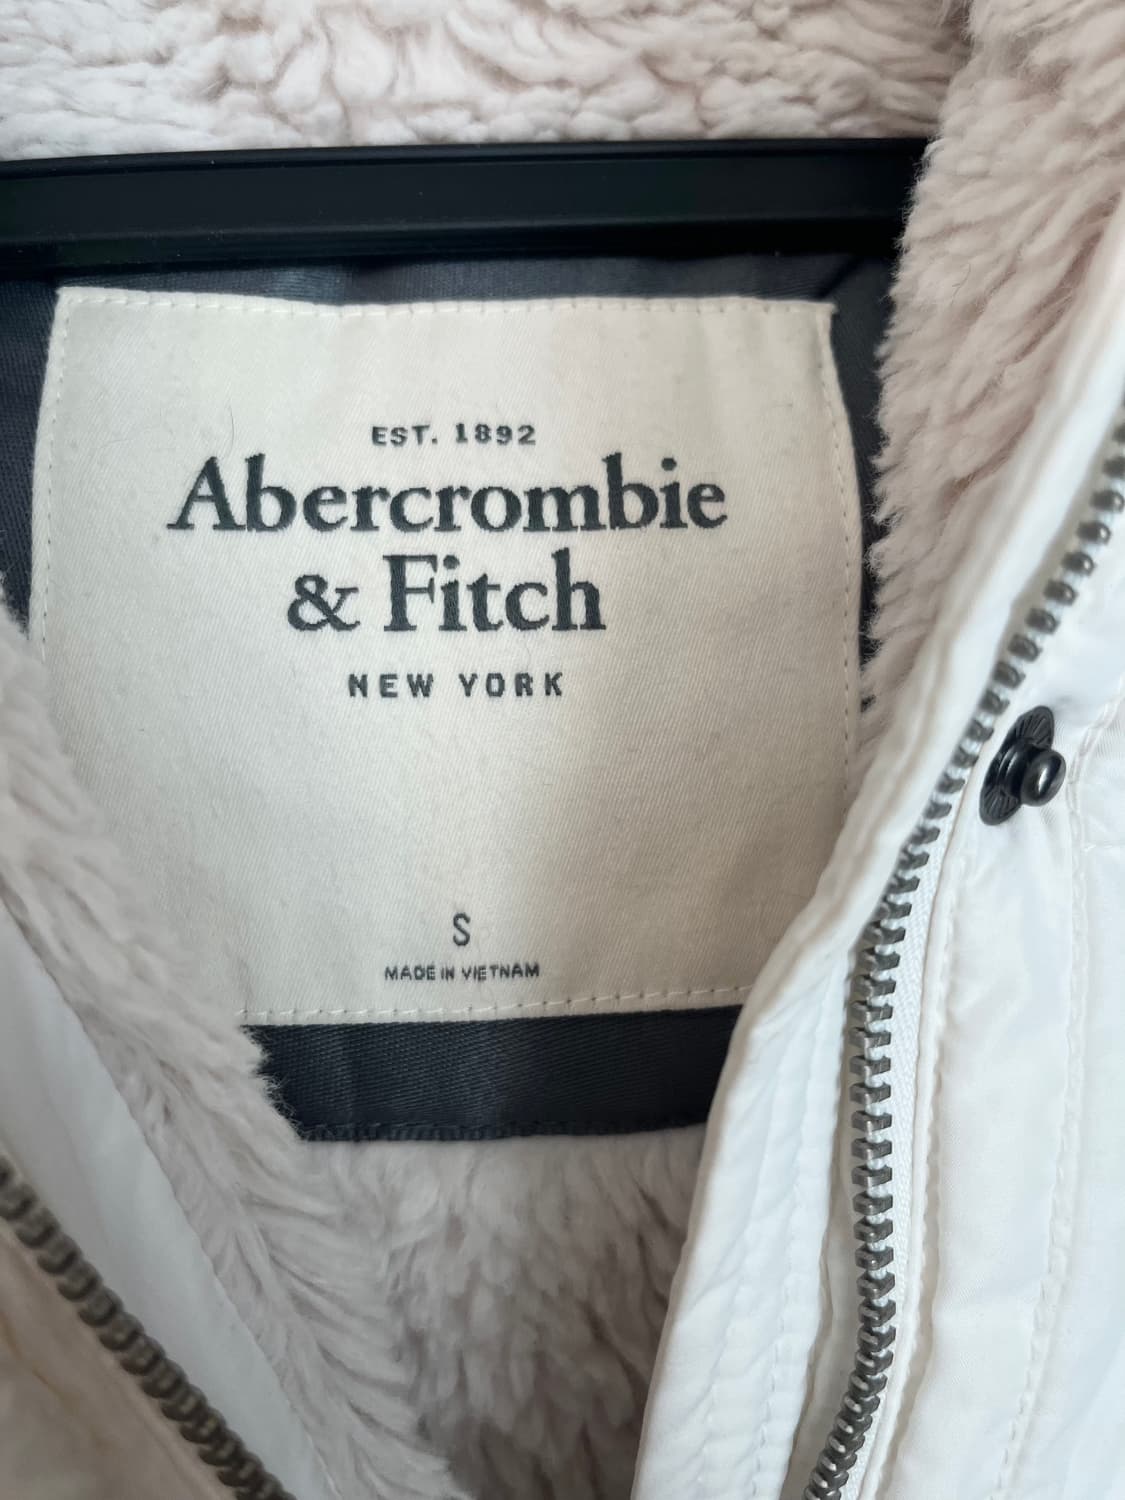 EST. 1892
Abercrombie
& Fitch
NEW YORK
S
MADE IN VIETNAM